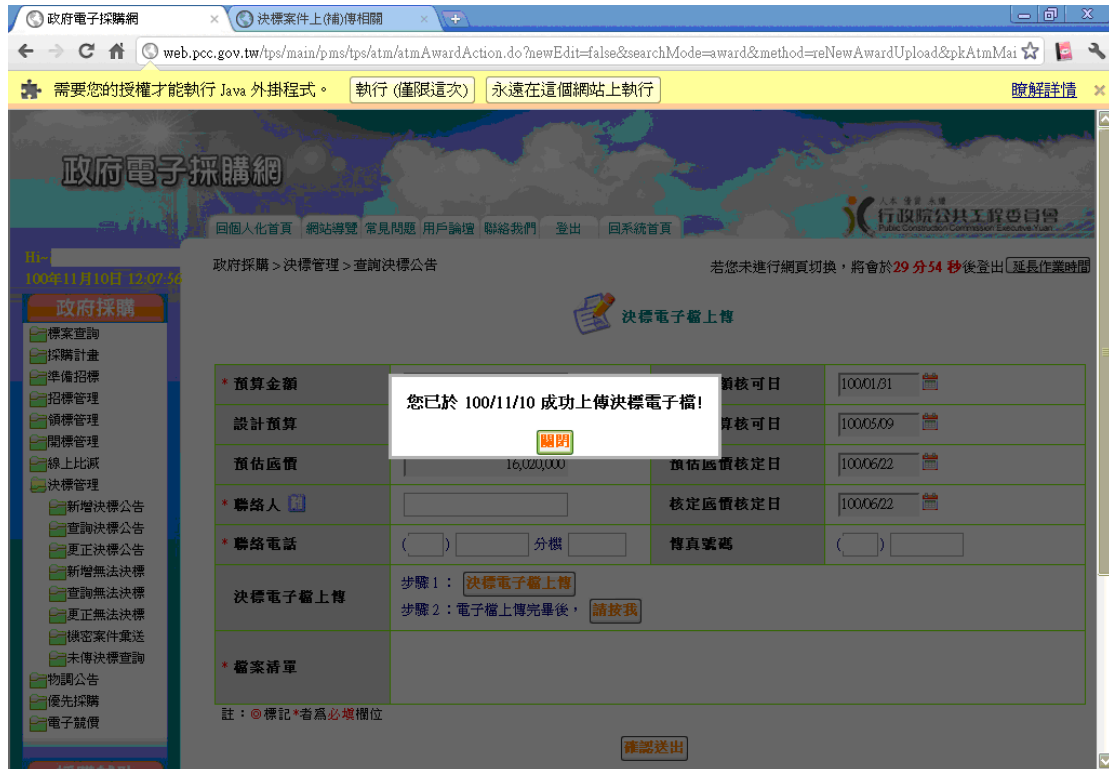 政府電子採購網
決標案件上(補)傳相關
web.pcc.gov.tw/tps/main/pms/tps/atm/atmAwardAction.do?newEdit=false&searchMode=award&method=reNewAwardUpload&pkAtmMai
需要您的授權才能執行 Java 外掛程式。 執行 (僅限這次) 永遠在這個網站上執行 瞭解詳情
政府電子採購網
行政院公共工程委員會
Public Construction Commission Executive Yuan
回個人化首頁 網站導覽 常見問題 用戶論壇 聯絡我們 登出 回系統首頁
Hi~
100年11月10日 12:07:56
政府採購 > 決標管理 > 查詢決標公告
若您未進行網頁切換,將會於29 分54 秒後登出 延長作業時間
政府採購
標案查詢
採購計畫
準備招標
招標管理
領標管理
開標管理
線上比減
決標管理
新增決標公告
查詢決標公告
更正決標公告
新增無法決標
查詢無法決標
更正無法決標
機密案件彙送
未傳決標查詢
物調公告
優先採購
電子競價
決標電子檔上傳
* 預算金額 額核可日 100/01/31
您已於 100/11/10 成功上傳決標電子檔!
關閉
設計預算 算核可日 100/05/09
預估底價 16,020,000 預估底價核定日 100/06/22
* 聯絡人 核定底價核定日 100/06/22
* 聯絡電話 ( ) 分機 傳真號碼 ( )
決標電子檔上傳
步驟 1: 決標電子檔上傳
步驟 2:電子檔上傳完畢後, 請按我
* 檔案清單
註:◎標記*者為必填欄位
確認送出